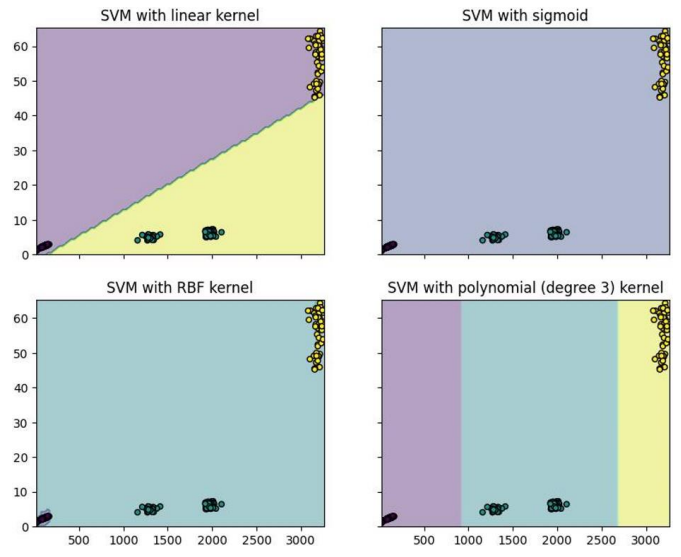 SVM with linear kernel
SVM with sigmoid
60
50
40
30
20
10
0
SVM with RBF kernel
SVM with polynomial (degree 3) kernel
60
50
40
30
20
10
0
500 1000 1500 2000 2500 3000
500 1000 1500 2000 2500 3000